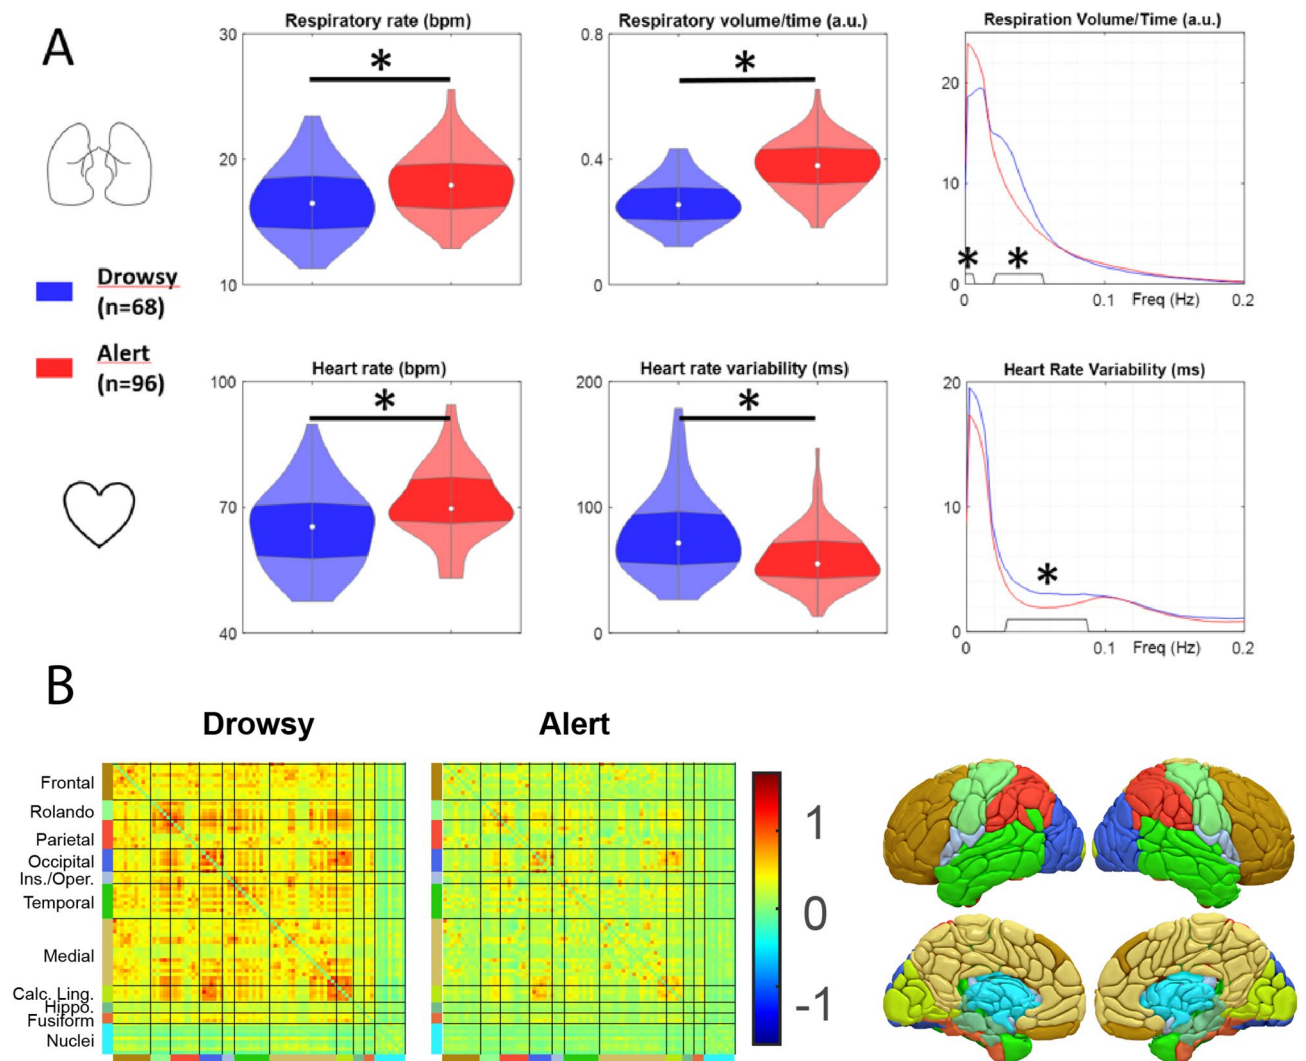 A
Respiratory rate (bpm)
30
20
10
*
Respiratory volume/time (a.u.)
0.8
0.4
0
*
Respiration Volume/Time (a.u.)
20
10
0
* *
0 0.1 Freq (Hz) 0.2
Drowsy
(n=68)
Alert
(n=96)
Heart rate (bpm)
100
70
40
*
Heart rate variability (ms)
200
100
0
*
Heart Rate Variability (ms)
20
10
0
*
0 0.1 Freq (Hz) 0.2
B
Drowsy
Alert
Frontal
Rolando
Parietal
Occipital
Ins./Oper.
Temporal
Medial
Calc. Ling.
Hippo.
Fusiform
Nuclei
1
0
-1